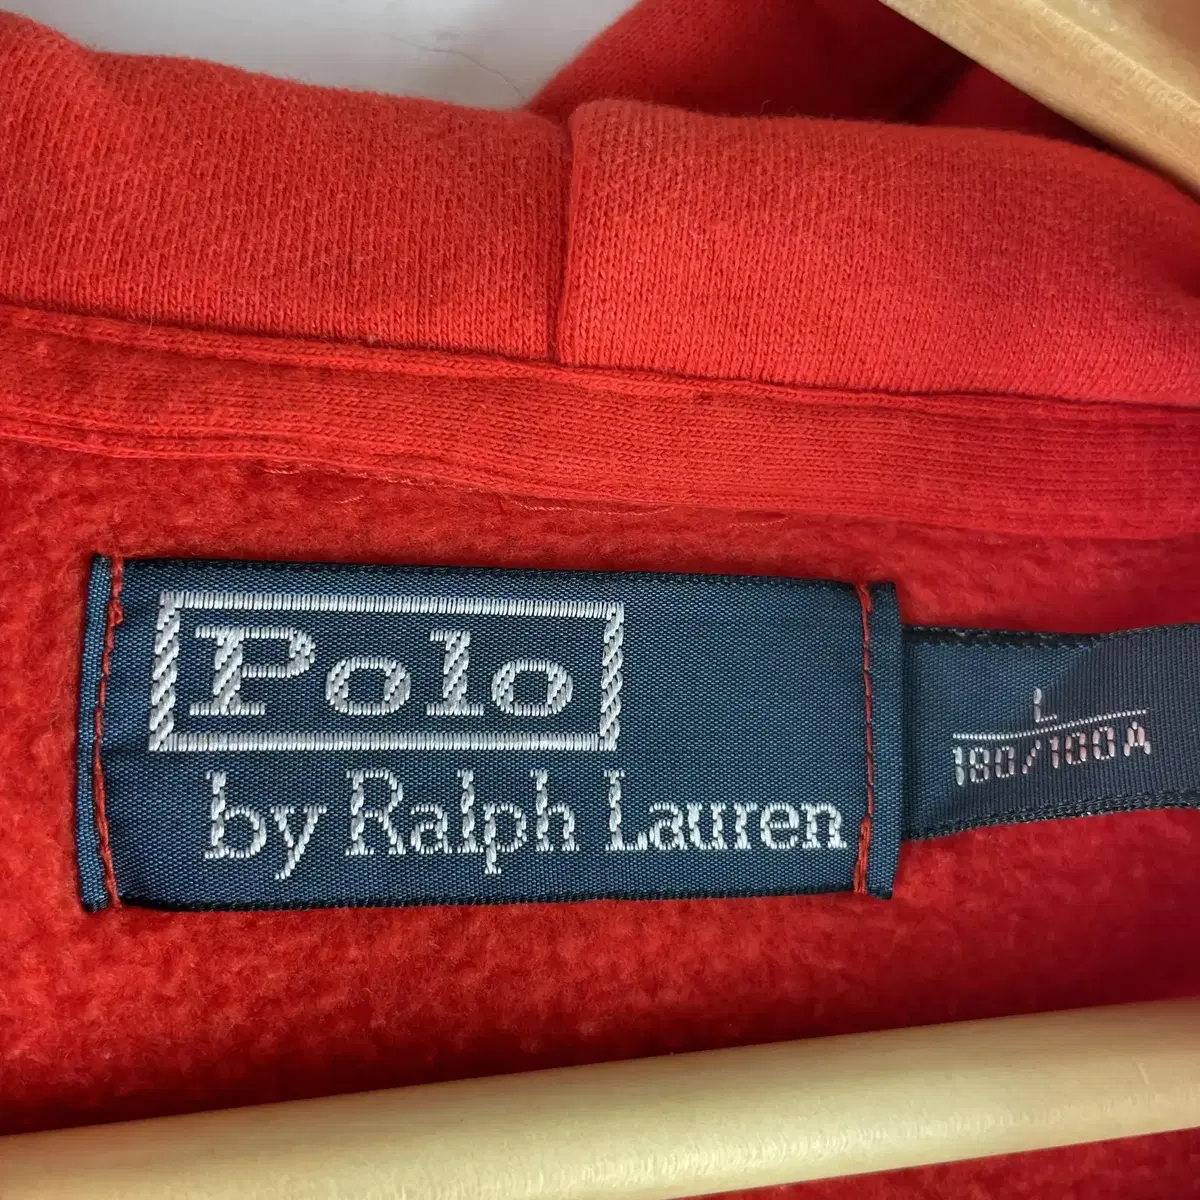 Polo
by Ralph Lauren
L
180/100A